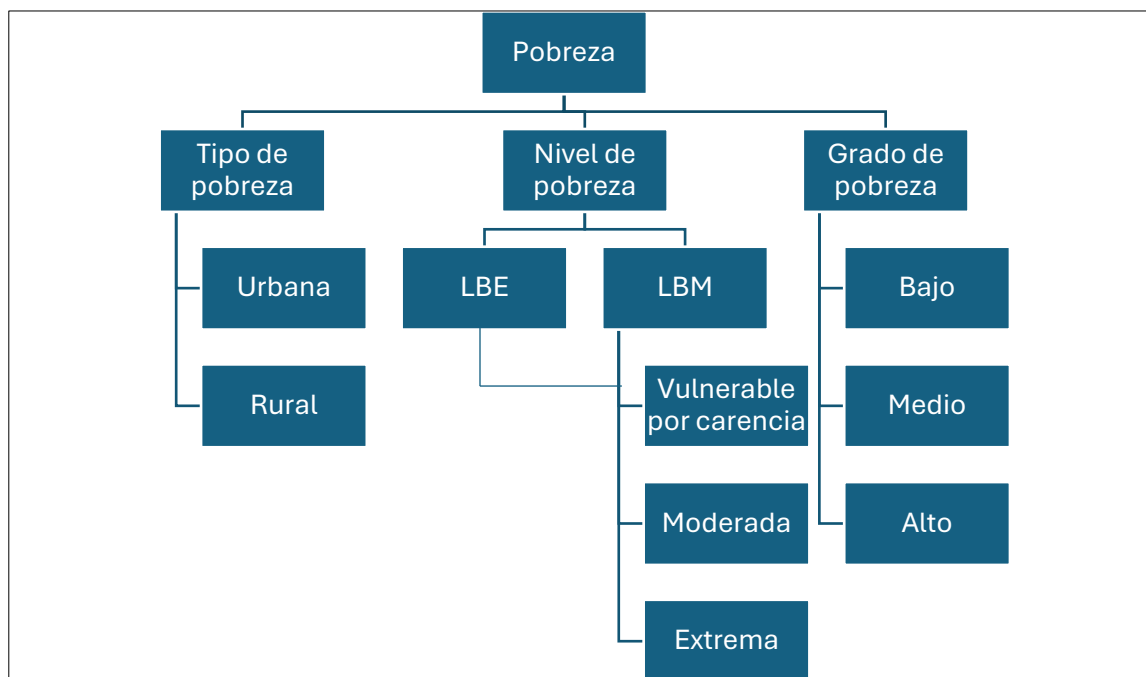 Pobreza
Tipo de
pobreza
Nivel de
pobreza
Grado de
pobreza
Urbana
LBE
LBM
Bajo
Rural
Vulnerable
por carencia
Medio
Moderada
Alto
Extrema